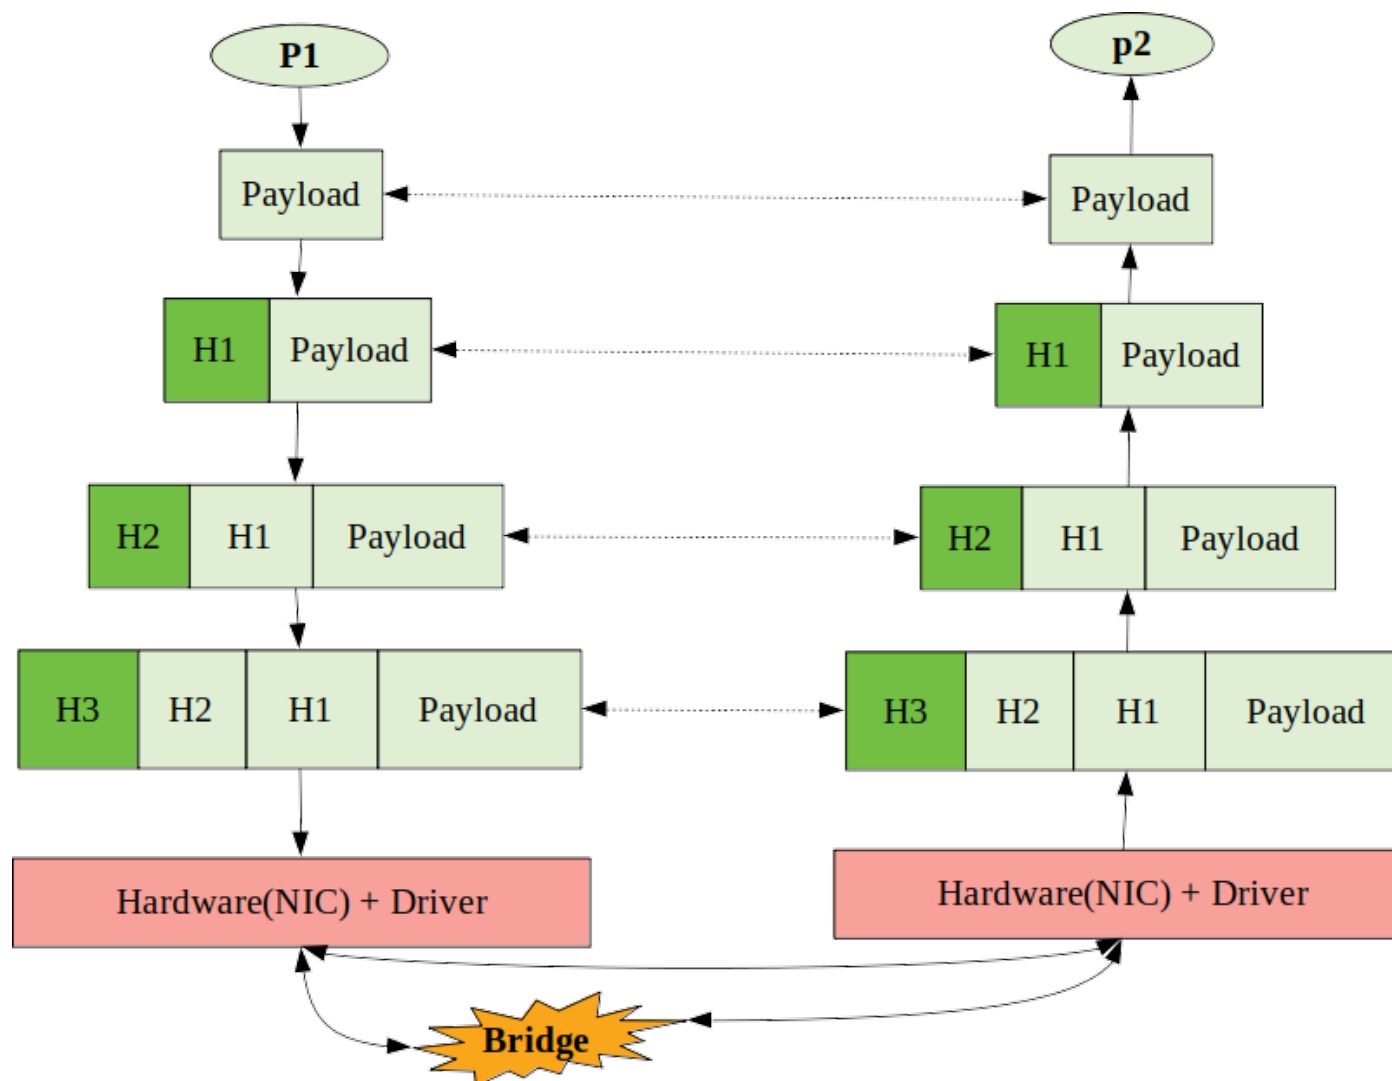 P1
p2
Payload
Payload
H1 Payload
H1 Payload
H2 H1 Payload
H2 H1 Payload
H3 H2 H1 Payload
H3 H2 H1 Payload
Hardware(NIC) + Driver
Hardware(NIC) + Driver
Bridge